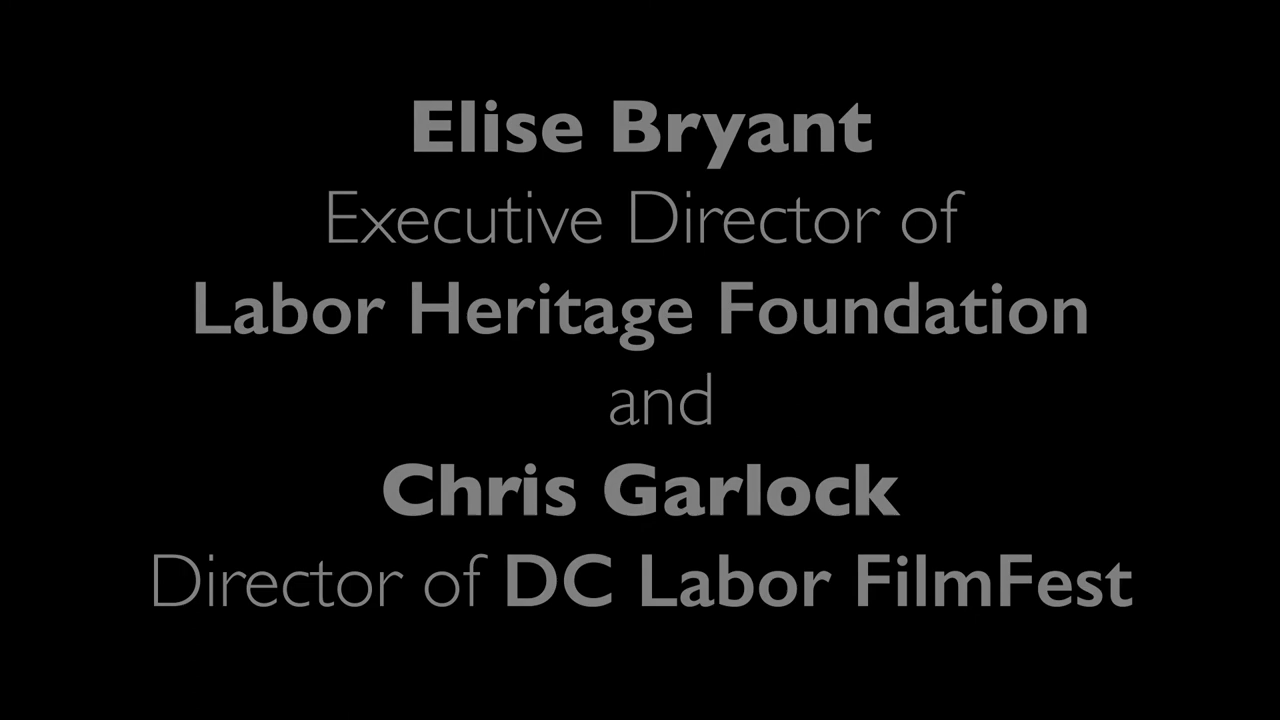 Elise Bryant
Executive Director of
Labor Heritage Foundation
and
Chris Garlock
Director of DC Labor FilmFest